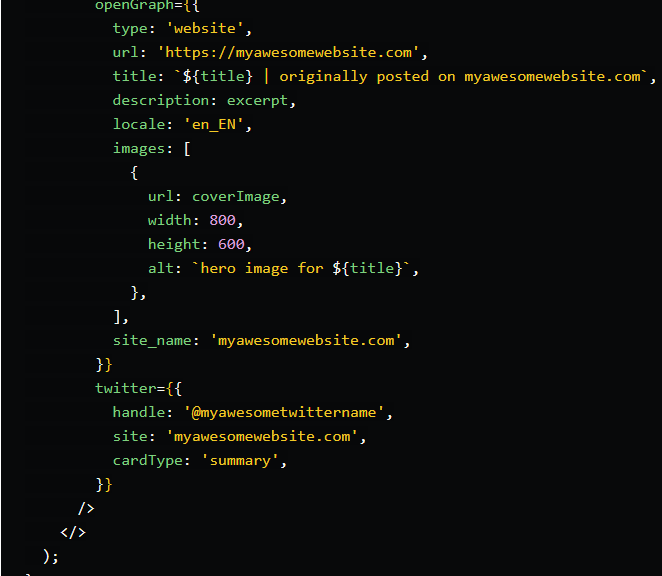 openGraph={{
type: 'website',
url: 'https://myawesomewebsite.com',
title: `${title} | originally posted on myawesomewebsite.com`,
description: excerpt,
locale: 'en_EN',
images: [
{
url: coverImage,
width: 800,
height: 600,
alt: `hero image for ${title}`,
},
],
site_name: 'myawesomewebsite.com',
}}
twitter={{
handle: '@myawesometwittername',
site: 'myawesomewebsite.com',
cardType: 'summary',
}}
/>
</>
);